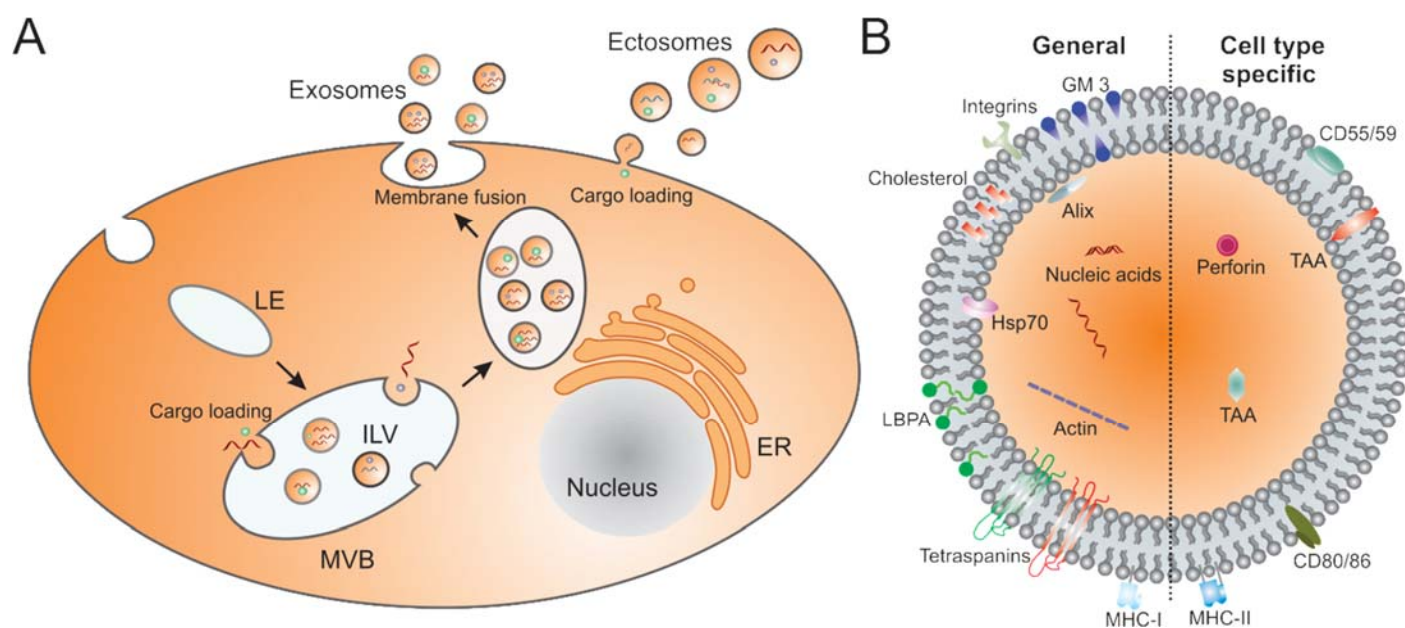 A
Exosomes
Ectosomes
Membrane fusion
Cargo loading
LE
Cargo loading
ILV
MVB
Nucleus
ER
B
General
Cell type
specific
GM 3
Integrins
CD55/59
Cholesterol
Alix
TAA
Nucleic acids
Perforin
Hsp70
LBPA
Actin
TAA
Tetraspanins
CD80/86
MHC-I
MHC-II